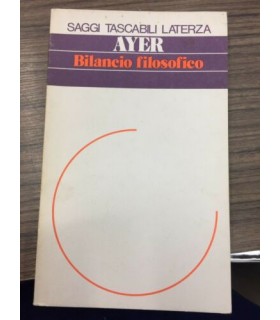 SAGGI TASCABILI LATERZA
AYER
Bilancio filosofico